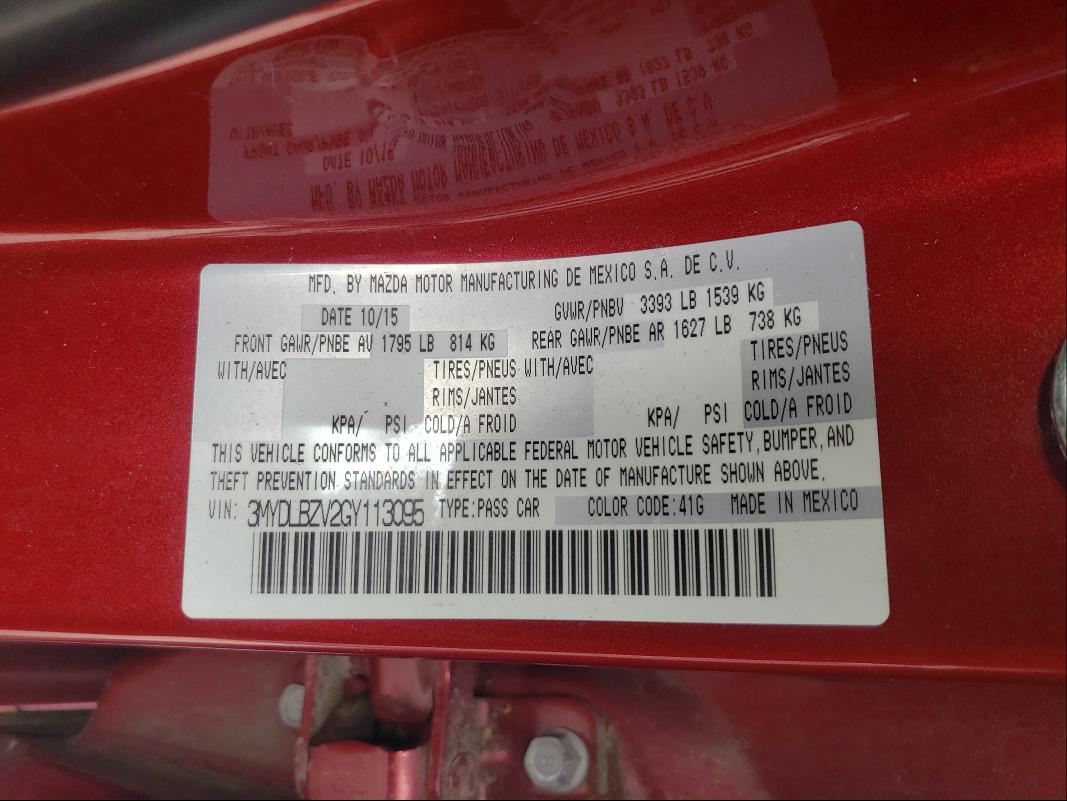 MFD. BY MAZDA MOTOR MANUFACTURING DE MEXICO S.A. DE C.V.
DATE 10/15 GVWR/PNBV 3393 LB 1539 KG
FRONT GAWR/PNBE AV 1795 LB 814 KG REAR GAWR/PNBE AR 1627 LB 738 KG
WITH/AVEC TIRES/PNEUS WITH/AVEC TIRES/PNEUS
RIMS/JANTES RIMS/JANTES
KPA/ PSI COLD/A FROID KPA/ PSI COLD/A FROID
THIS VEHICLE CONFORMS TO ALL APPLICABLE FEDERAL MOTOR VEHICLE SAFETY, BUMPER, AND
THEFT PREVENTION STANDARDS IN EFFECT ON THE DATE OF MANUFACTURE SHOWN ABOVE.
VIN: 3MYDLBZV2GY113095 TYPE:PASS CAR COLOR CODE:41G MADE IN MEXICO